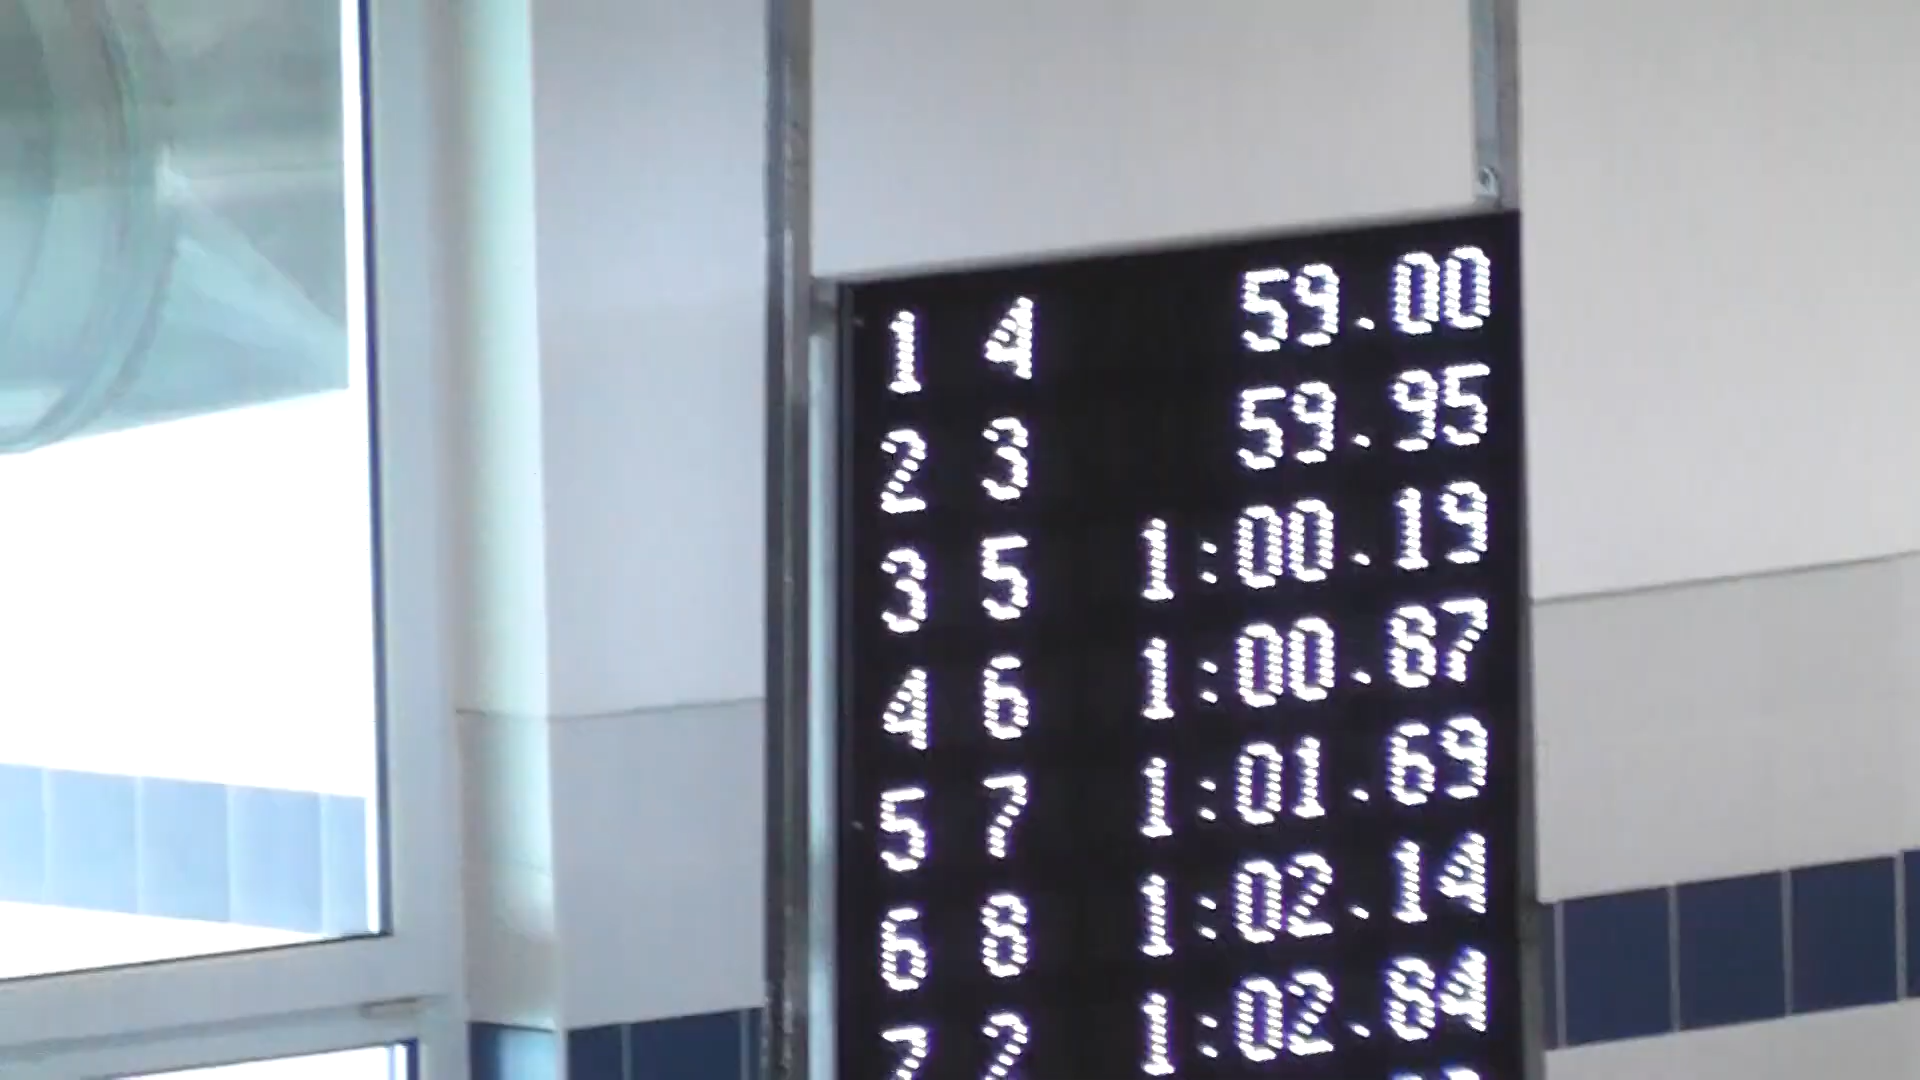 1 4 59.00
2 3 59.95
3 5 1:00.19
4 6 1:00.87
5 7 1:01.69
6 8 1:02.14
7 2 1:02.84